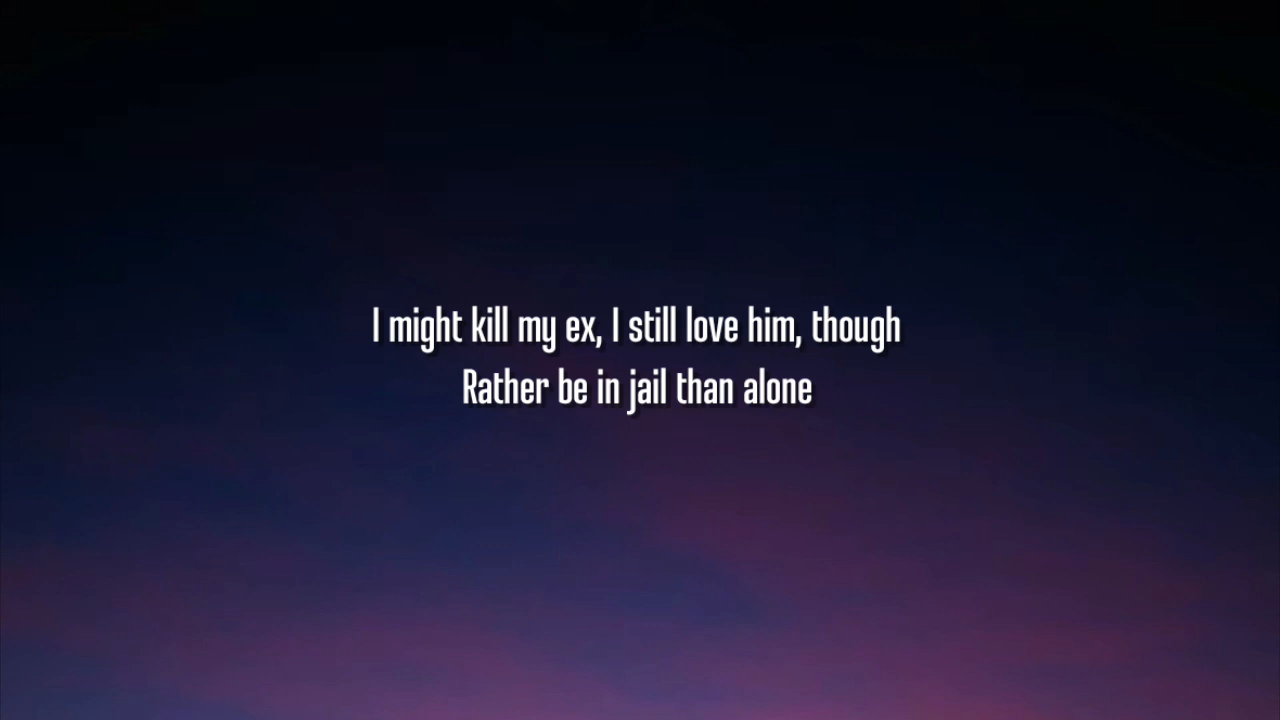 I might kill my ex, I still love him, though
Rather be in jail than alone